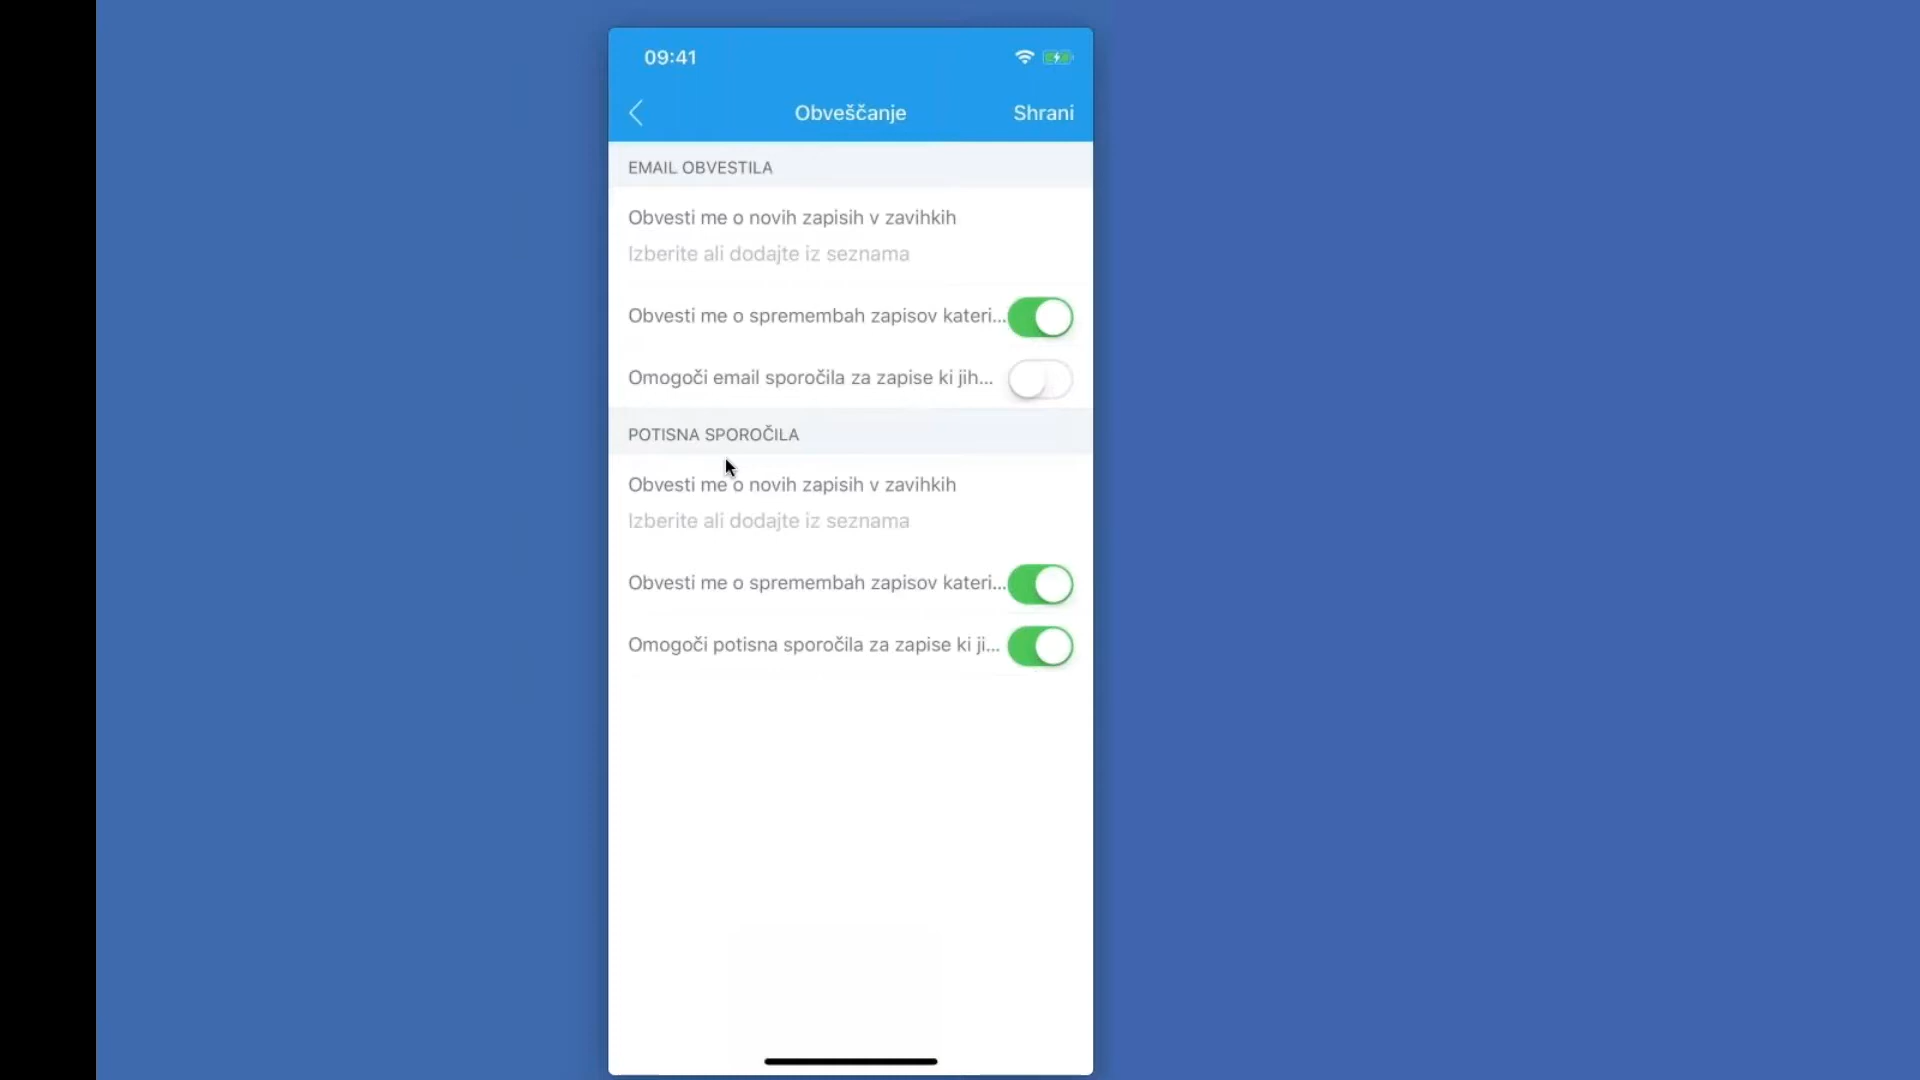 09:41
Obveščanje
Shrani
EMAIL OBVESTILA
Obvesti me o novih zapisih v zavihkih
Izberite ali dodajte iz seznama
Obvesti me o spremembah zapisov kateri...
Omogoči email sporočila za zapise ki jih...
POTISNA SPOROČILA
Obvesti me o novih zapisih v zavihkih
Izberite ali dodajte iz seznama
Obvesti me o spremembah zapisov kateri...
Omogoči potisna sporočila za zapise ki ji...